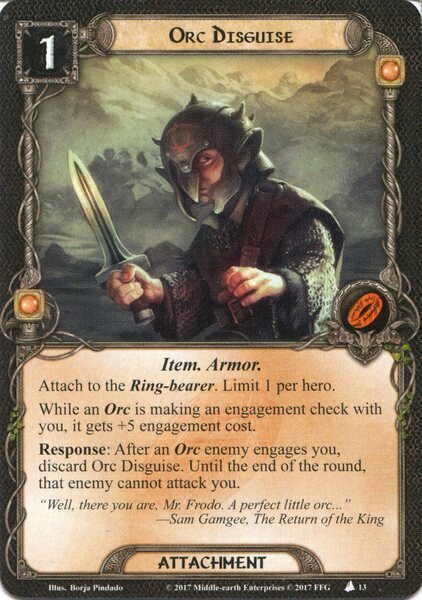 1
Orc Disguise
Item. Armor.
Attach to the Ring-bearer. Limit 1 per hero.
While an Orc is making an engagement check with
you, it gets +5 engagement cost.
Response: After an Orc enemy engages you,
discard Orc Disguise. Until the end of the round,
that enemy cannot attack you.
“Well, there you are, Mr. Frodo. A perfect little orc...”
—Sam Gamgee, The Return of the King
ATTACHMENT
Illus. Borja Pindado © 2017 Middle-earth Enterprises © 2017 FFG 13